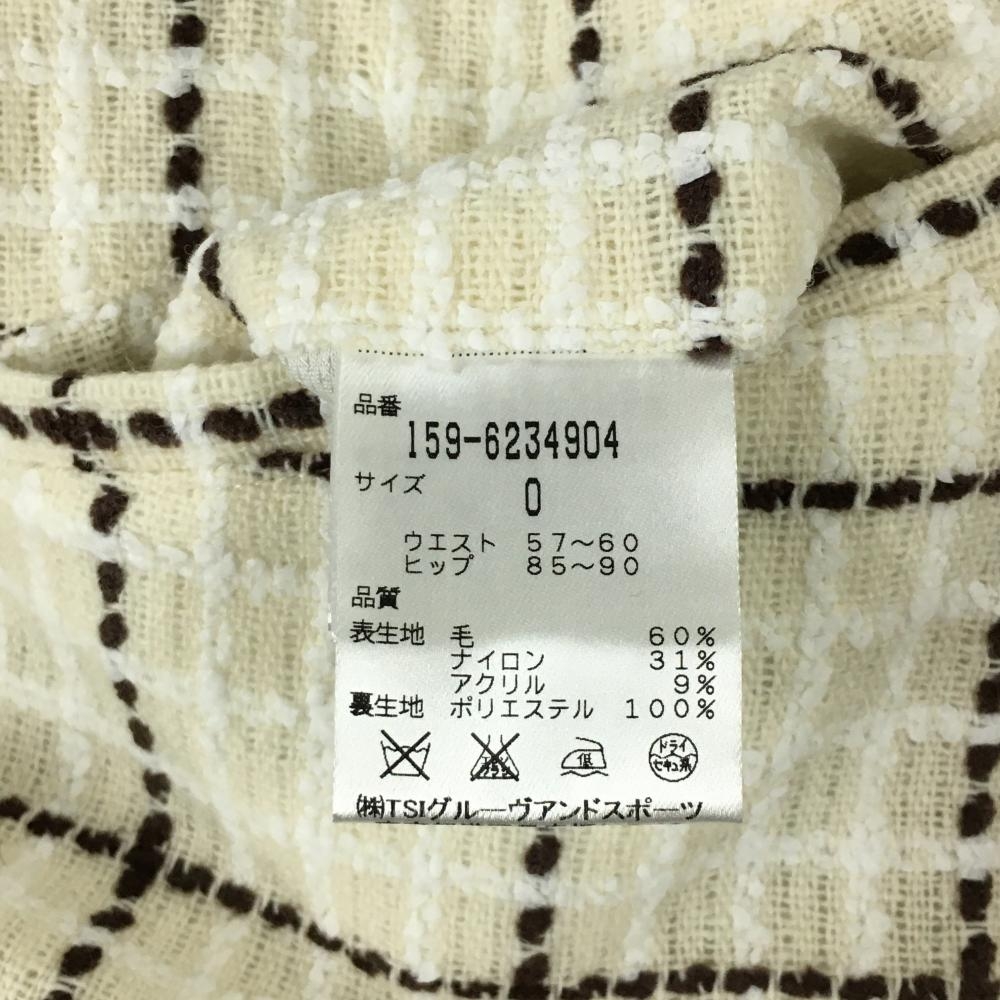 品番
159-6234904
サイズ
0
ウエスト 57～60
ヒップ 85～90
品質
表生地 毛 60%
ナイロン 31%
アクリル 9%
裏生地 ポリエステル 100%
低 ドライ
セキュ系
㈱TSIグルーヴアンドスポーツ